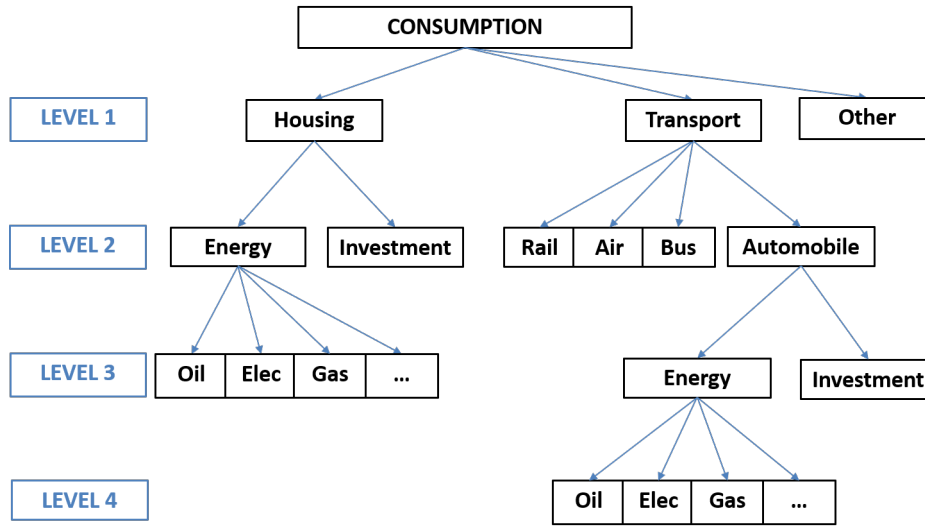 CONSUMPTION
LEVEL 1
Housing
Transport
Other
LEVEL 2
Energy
Investment
Rail
Air
Bus
Automobile
LEVEL 3
Oil
Elec
Gas
...
Energy
Investment
LEVEL 4
Oil
Elec
Gas
...